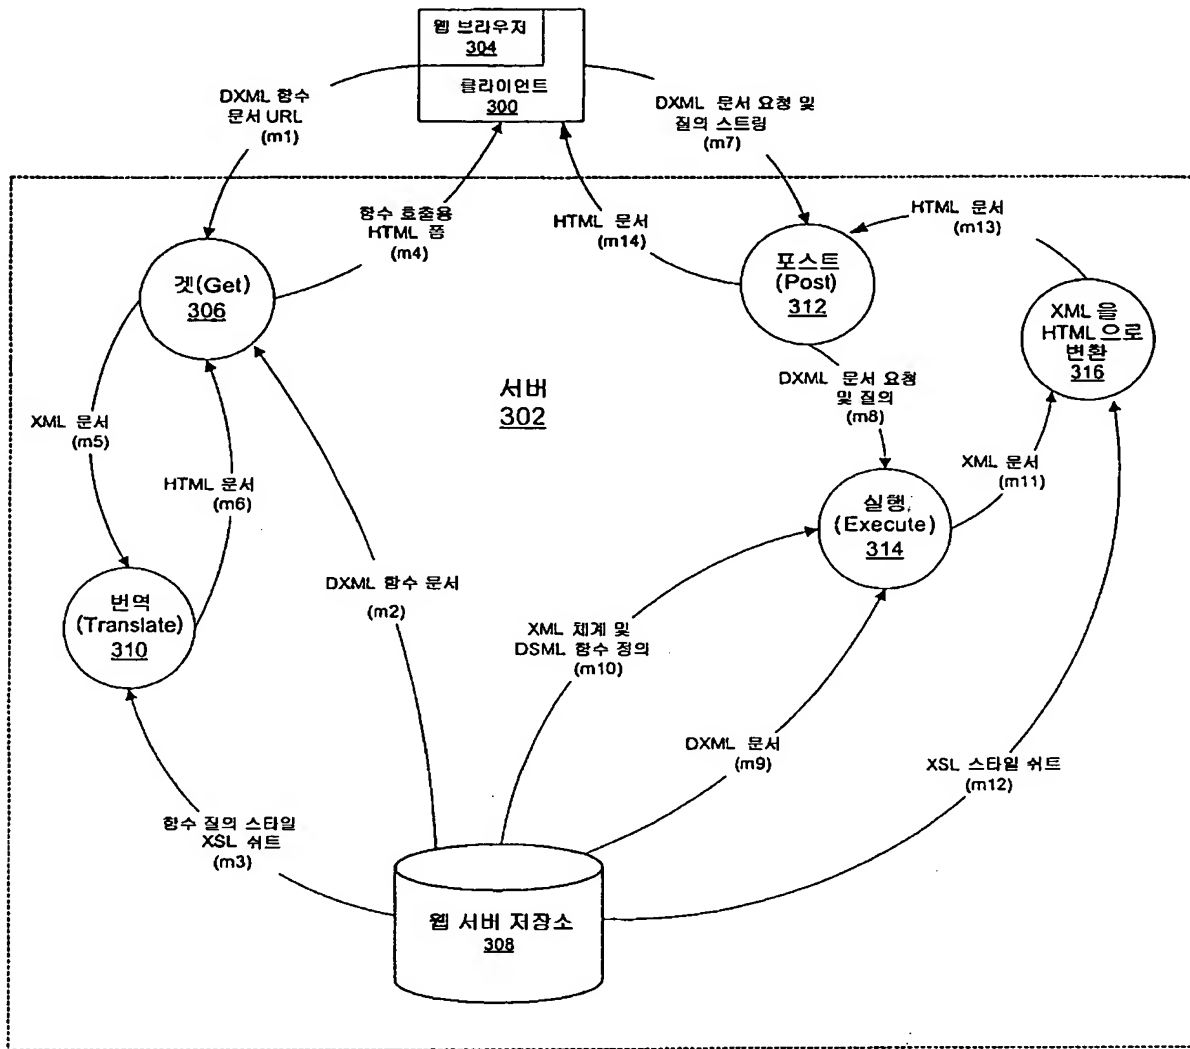 웹 브라우저
304
클라이언트
300
DXML 함수
문서 URL
(m1)
DXML 문서 요청 및
질의 스트링
(m7)
함수 호출용
HTML 폼
(m4)
HTML 문서
(m14)
HTML 문서
(m13)
겟(Get)
306
포스트
(Post)
312
XML 을
HTML 으로
변환
316
서버
302
DXML 문서 요청
및 질의
(m8)
XML 문서
(m5)
HTML 문서
(m6)
XML 문서
(m11)
실행
(Execute)
314
번역
(Translate)
310
DXML 함수 문서
(m2)
XML 체계 및
DSML 함수 정의
(m10)
DXML 문서
(m9)
XSL 스타일 쉬트
(m12)
함수 질의 스타일
XSL 쉬트
(m3)
웹 서버 저장소
308